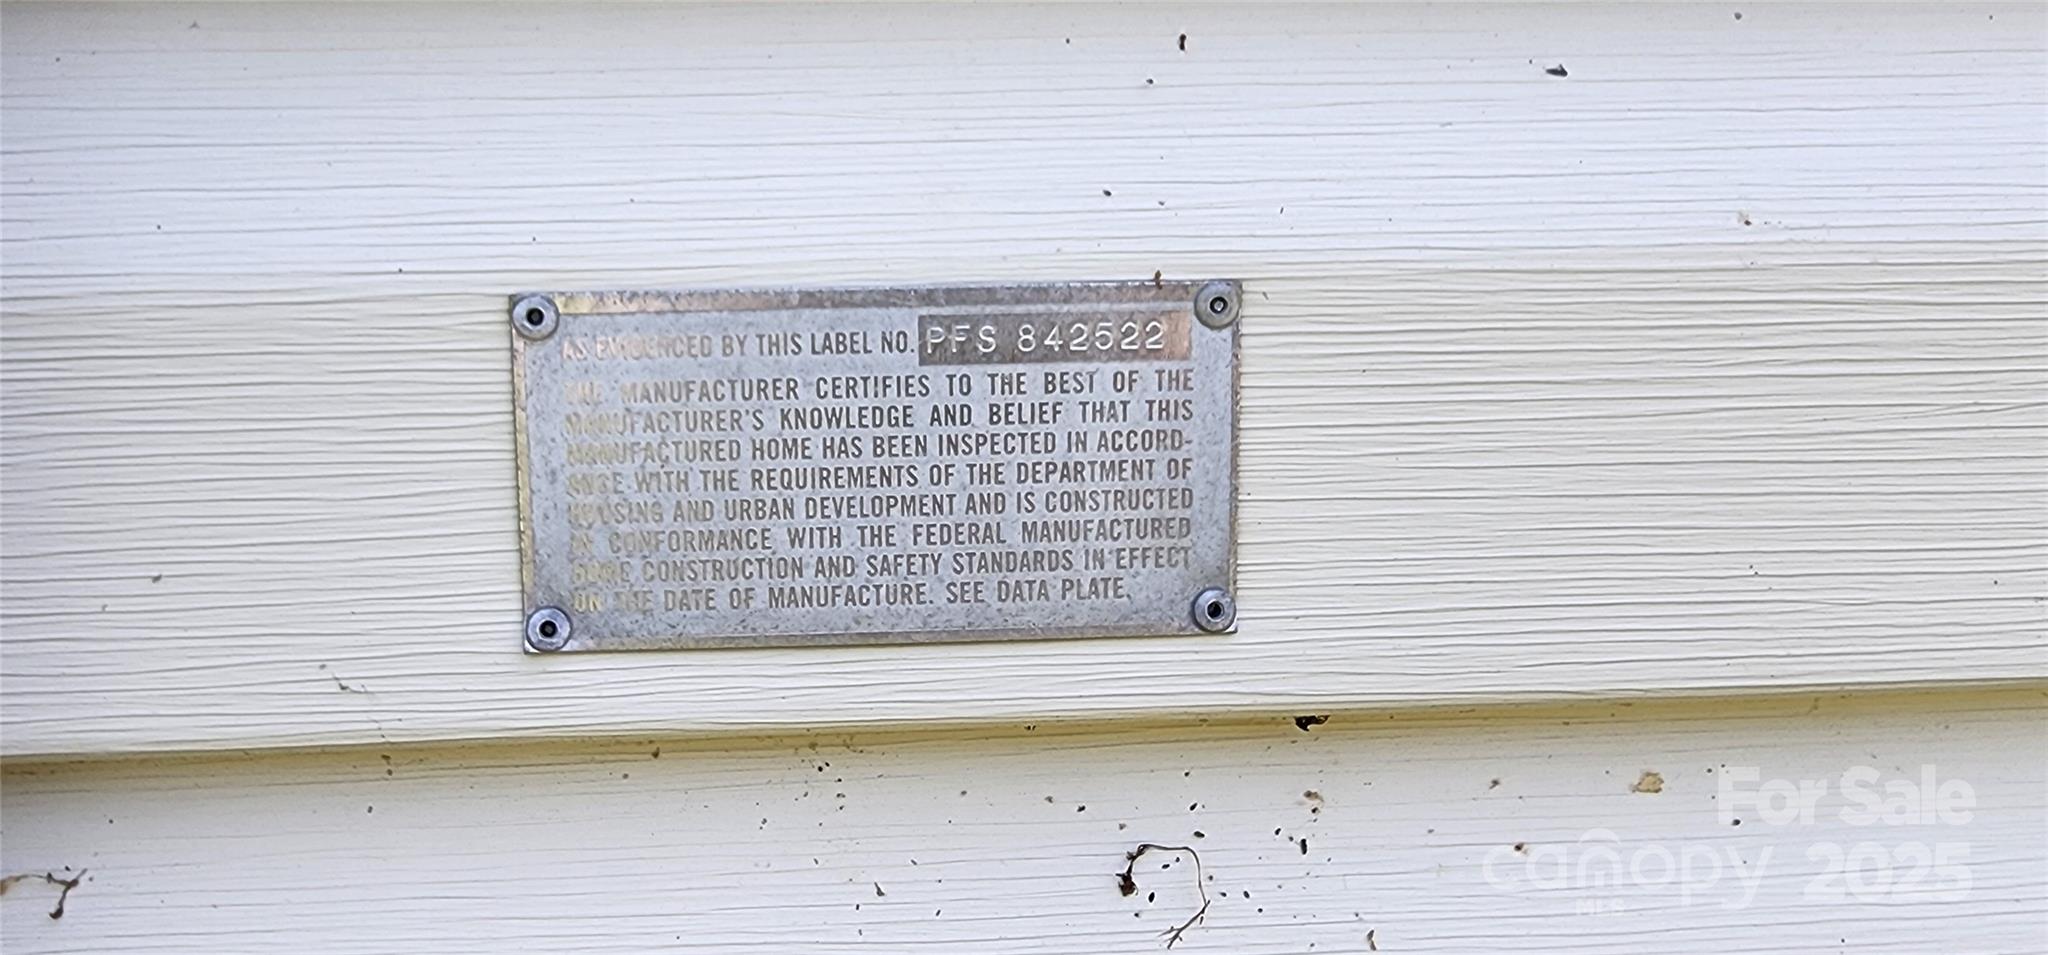 AS EVIDENCED BY THIS LABEL NO. PFS 842522
THE MANUFACTURER CERTIFIES TO THE BEST OF THE
MANUFACTURER'S KNOWLEDGE AND BELIEF THAT THIS
MANUFACTURED HOME HAS BEEN INSPECTED IN ACCORD-
ANCE WITH THE REQUIREMENTS OF THE DEPARTMENT OF
HOUSING AND URBAN DEVELOPMENT AND IS CONSTRUCTED
IN CONFORMANCE WITH THE FEDERAL MANUFACTURED
HOME CONSTRUCTION AND SAFETY STANDARDS IN EFFECT
ON THE DATE OF MANUFACTURE. SEE DATA PLATE.
For Sale
canopy 2025
MLS